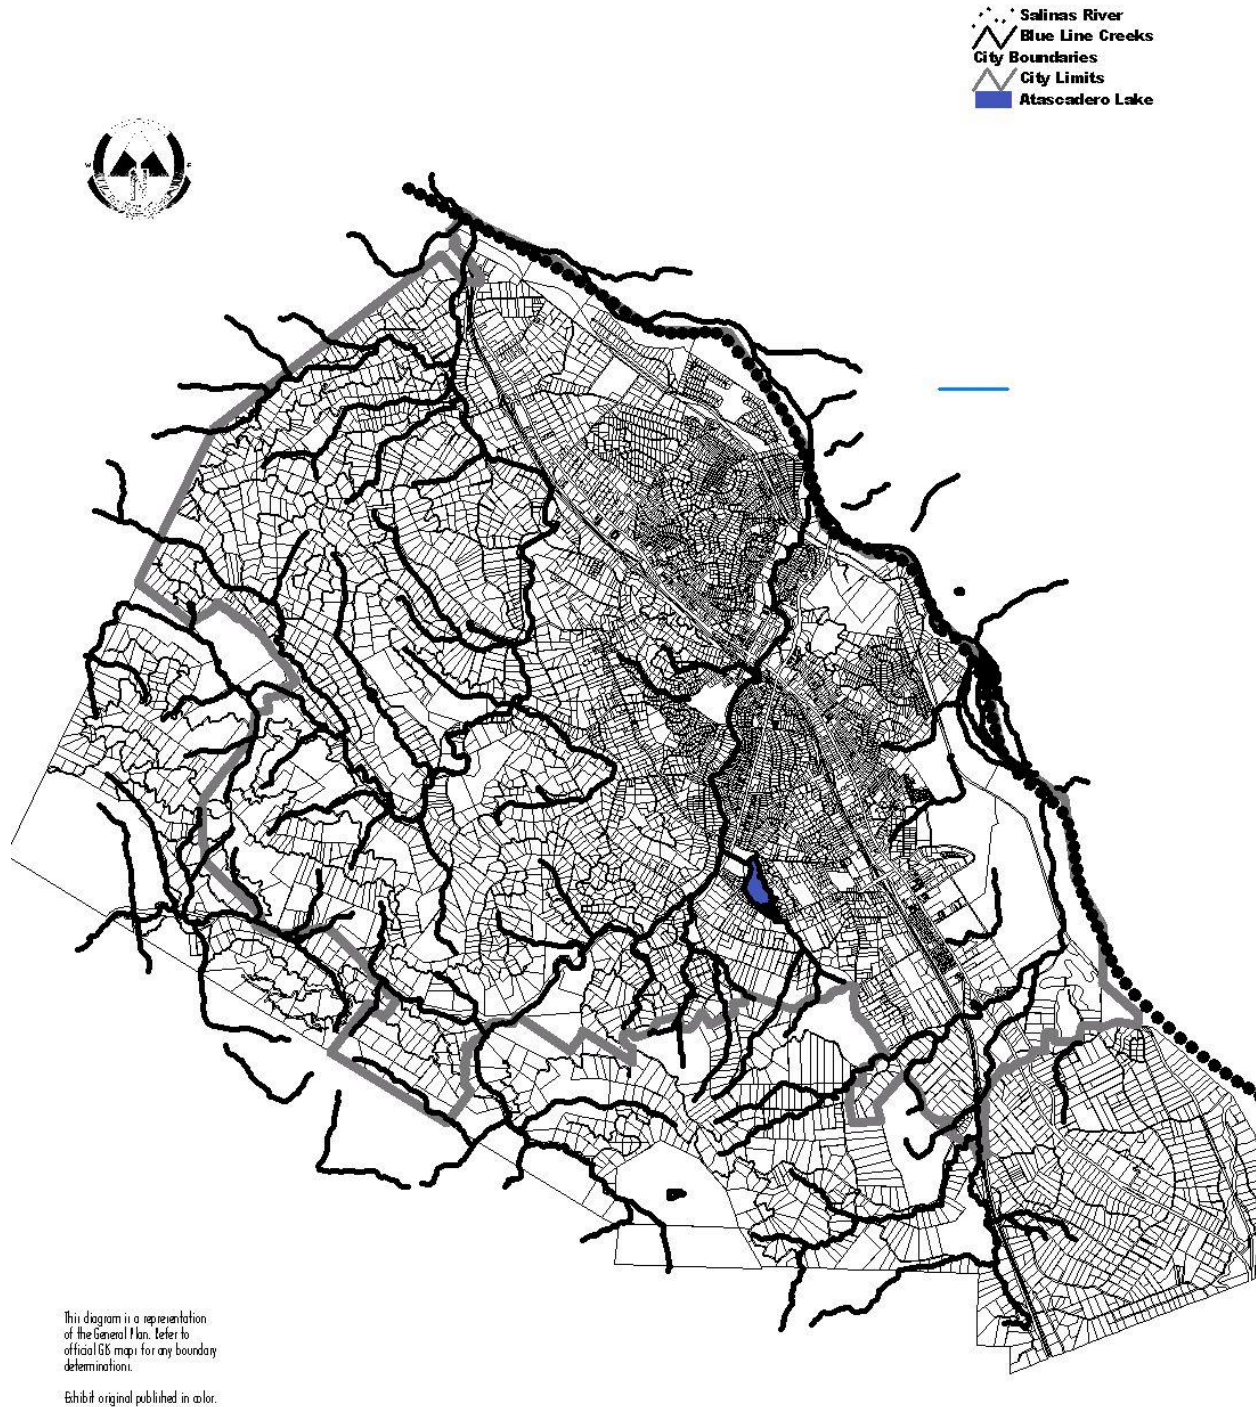 Salinas River
Blue Line Creeks
City Boundaries
City Limits
Atascadero Lake
This diagram is a representation
of the General Plan. Refer to
official GIS maps for any boundary
determinations.
Exhibit original published in color.